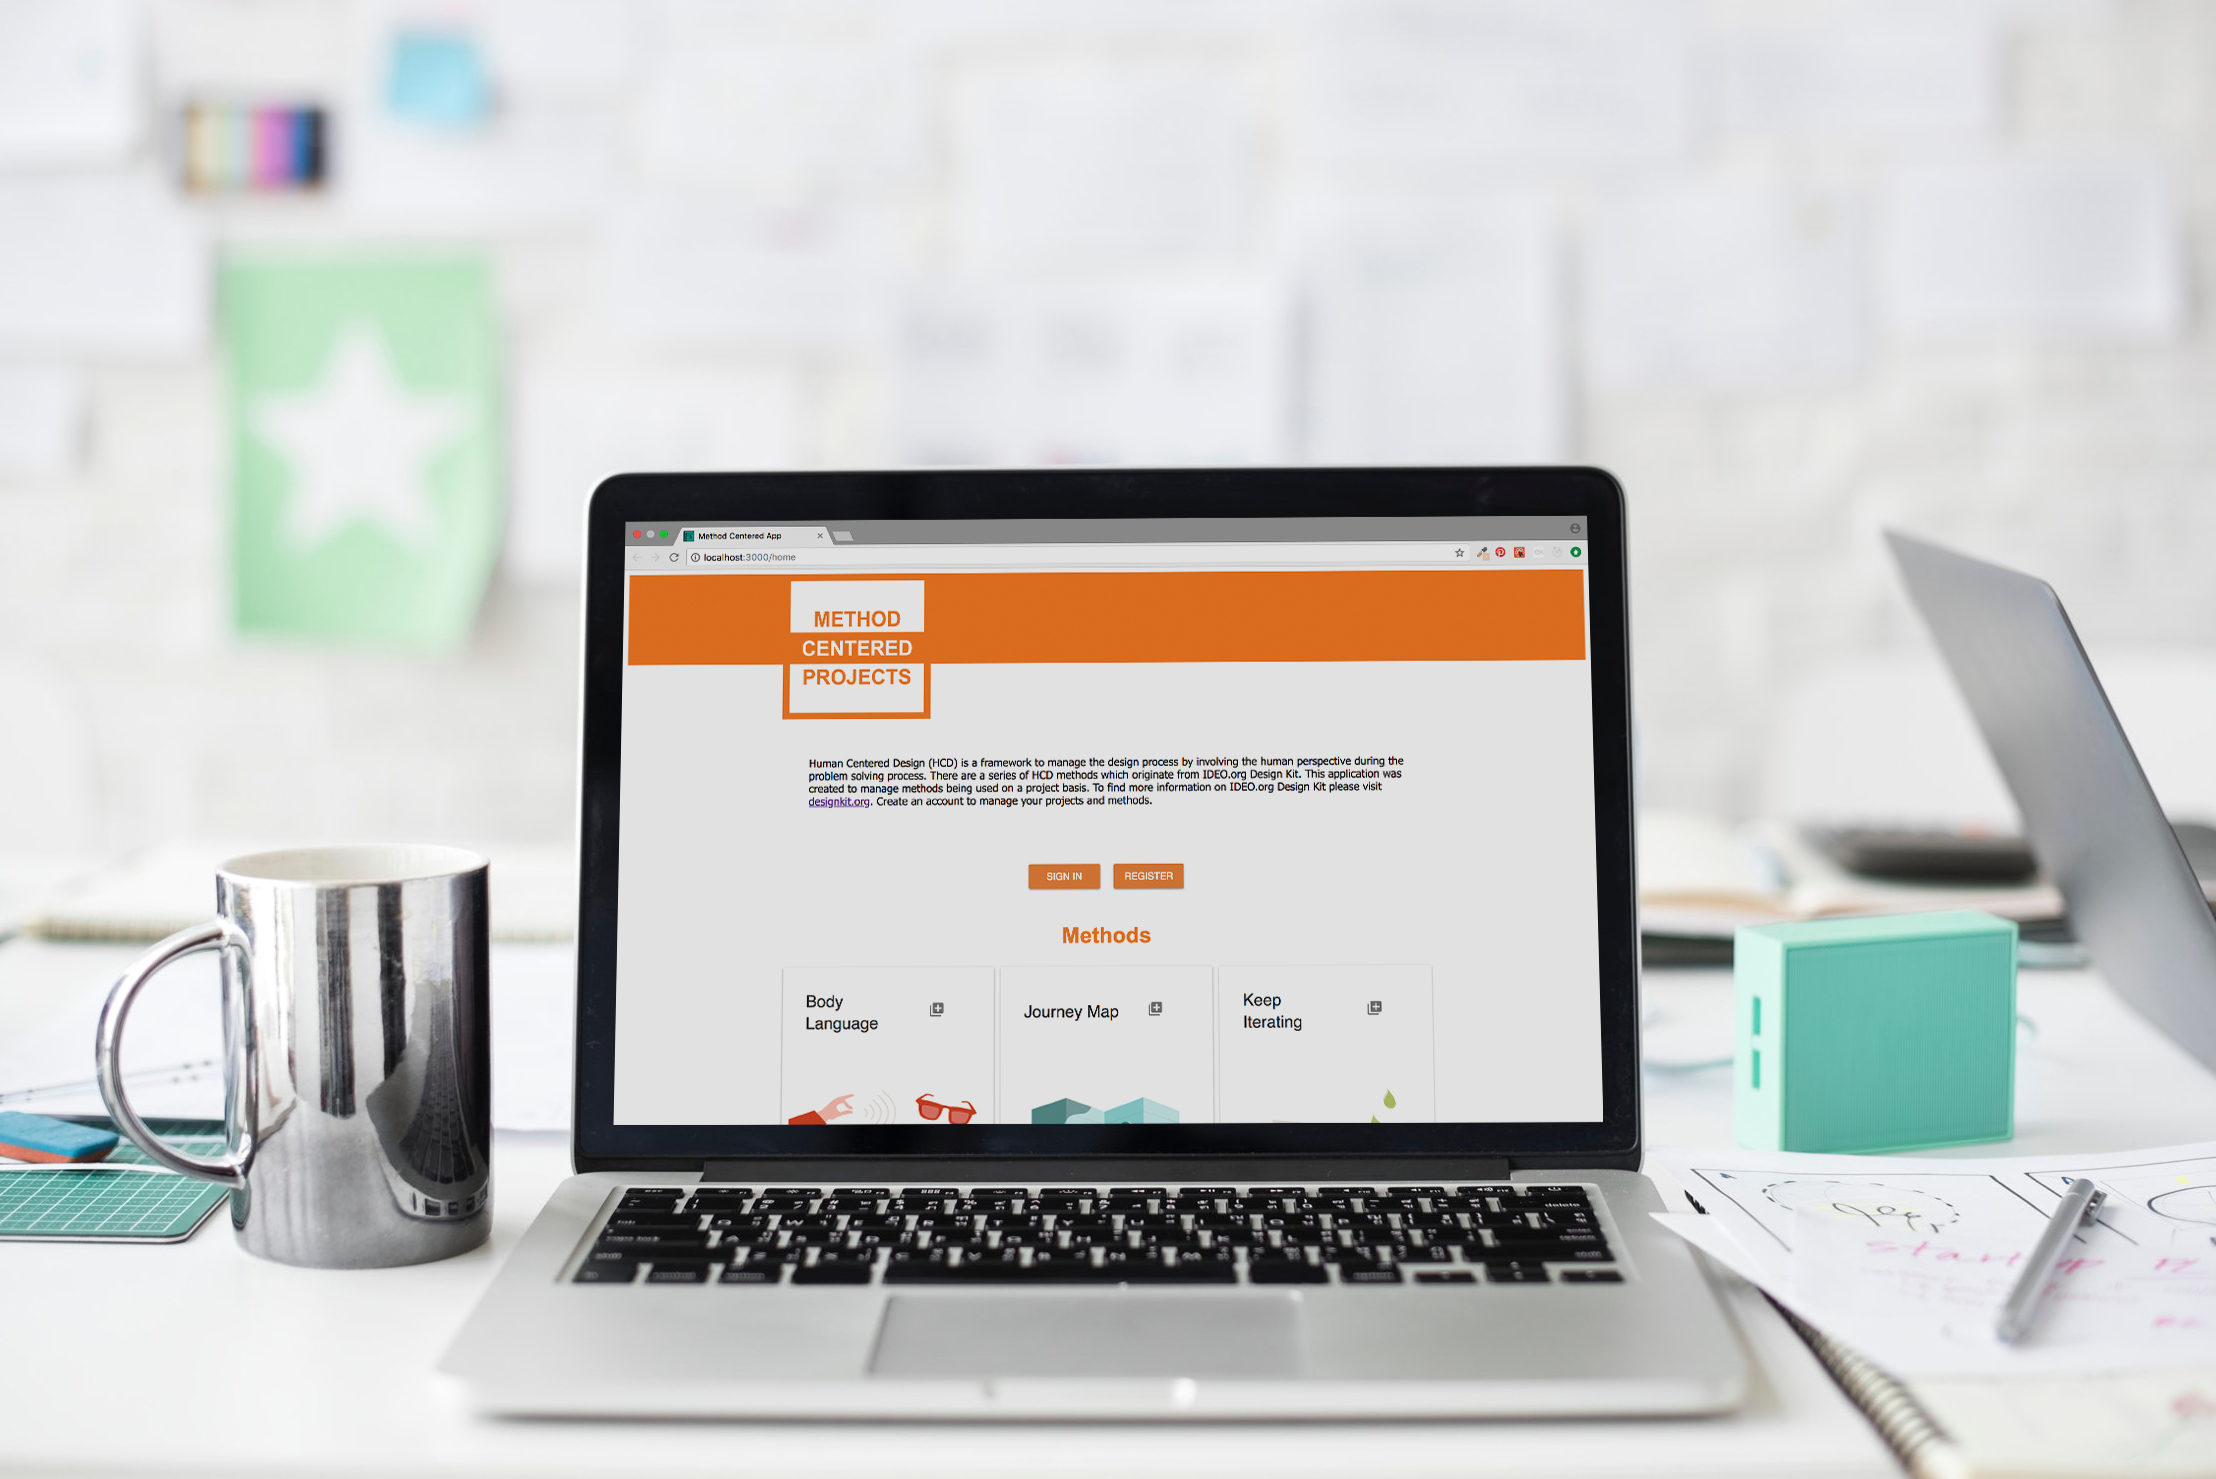 Method Centered App
localhost:3000/home
METHOD
CENTERED
PROJECTS
Human Centered Design (HCD) is a framework to manage the design process by involving the human perspective during the
problem solving process. There are a series of HCD methods which originate from IDEO.org Design Kit. This application was
created to manage methods being used on a project basis. To find more information on IDEO.org Design Kit please visit
designkit.org. Create an account to manage your projects and methods.
SIGN IN REGISTER
Methods
Body
Language
Journey Map
Keep
Iterating
startup